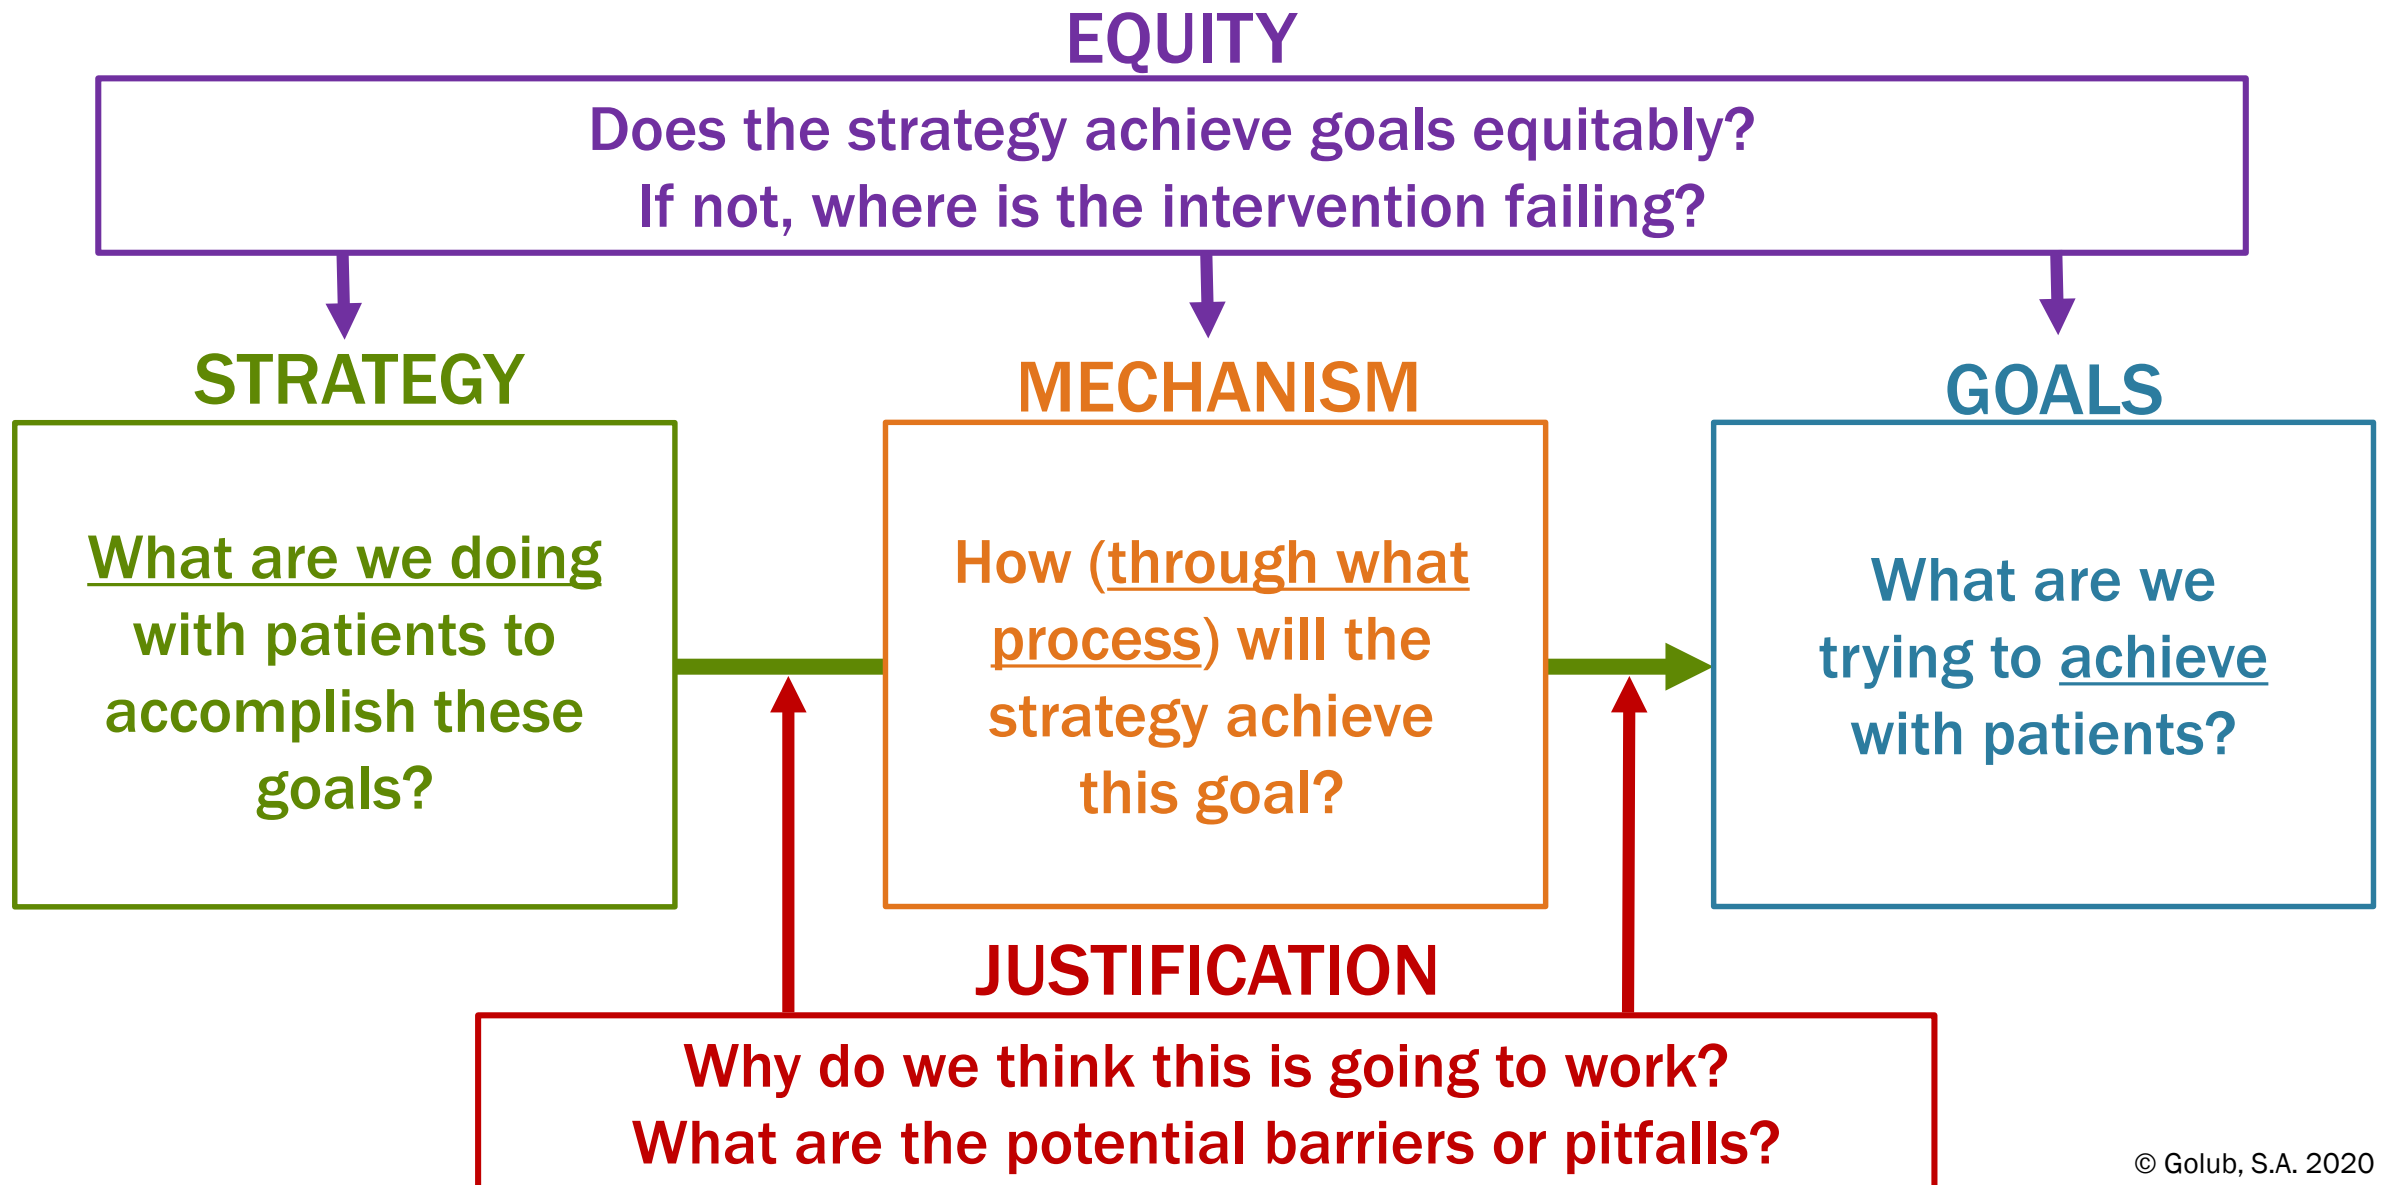 EQUITY
Does the strategy achieve goals equitably?
If not, where is the intervention failing?
STRATEGY
What are we doing
with patients to
accomplish these
goals?
MECHANISM
How (through what
process) will the
strategy achieve
this goal?
GOALS
What are we
trying to achieve
with patients?
JUSTIFICATION
Why do we think this is going to work?
What are the potential barriers or pitfalls?
© Golub, S.A. 2020